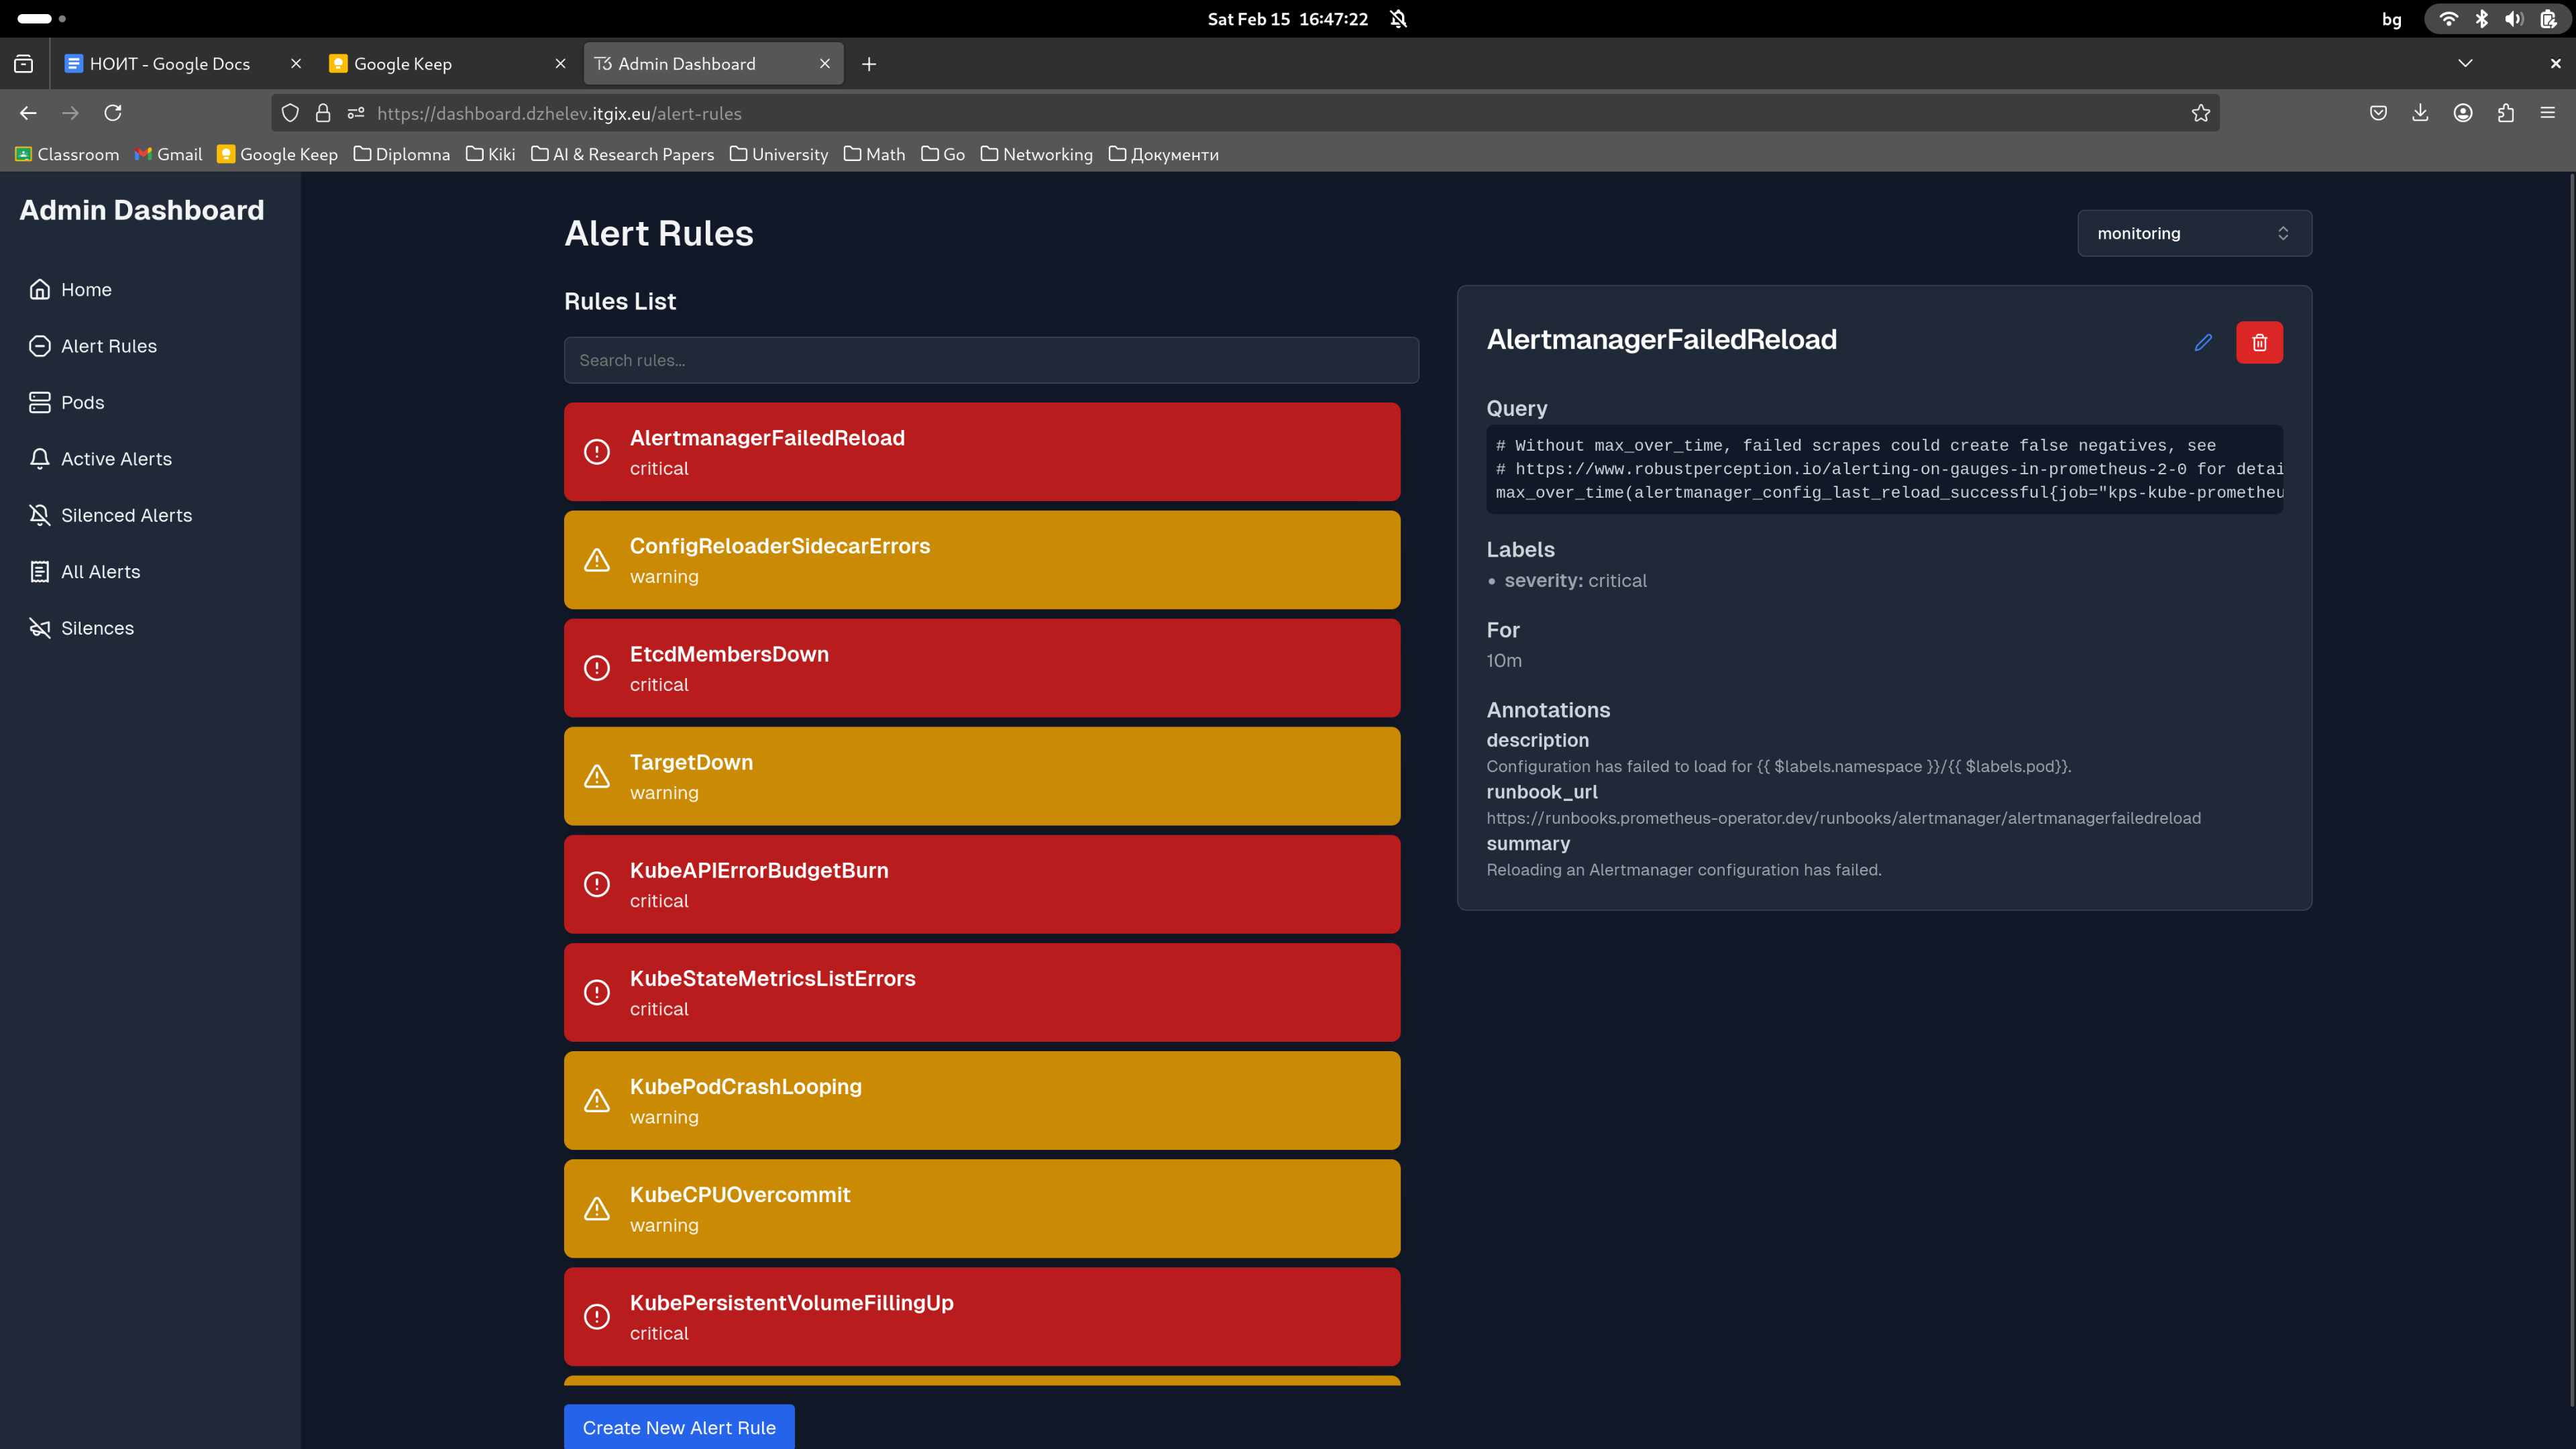 Sat Feb 15 16:47:22
bg
НОИТ - Google Docs
Google Keep
Admin Dashboard
https://dashboard.dzhelev.itgix.eu/alert-rules
Classroom
Gmail
Google Keep
Diplomna
Kiki
AI & Research Papers
University
Math
Go
Networking
Документи
Admin Dashboard
Home
Alert Rules
Pods
Active Alerts
Silenced Alerts
All Alerts
Silences
Alert Rules
monitoring
Rules List
Search rules...
AlertmanagerFailedReload
critical
ConfigReloaderSidecarErrors
warning
EtcdMembersDown
critical
TargetDown
warning
KubeAPIErrorBudgetBurn
critical
KubeStateMetricsListErrors
critical
KubePodCrashLooping
warning
KubeCPUOvercommit
warning
KubePersistentVolumeFillingUp
critical
Create New Alert Rule
AlertmanagerFailedReload
Query
# Without max_over_time, failed scrapes could create false negatives, see
# https://www.robustperception.io/alerting-on-gauges-in-prometheus-2-0 for detai
max_over_time(alertmanager_config_last_reload_successful{job="kps-kube-prometheu
Labels
• severity: critical
For
10m
Annotations
description
Configuration has failed to load for {{ $labels.namespace }}/{{ $labels.pod}}.
runbook_url
https://runbooks.prometheus-operator.dev/runbooks/alertmanager/alertmanagerfailedreload
summary
Reloading an Alertmanager configuration has failed.